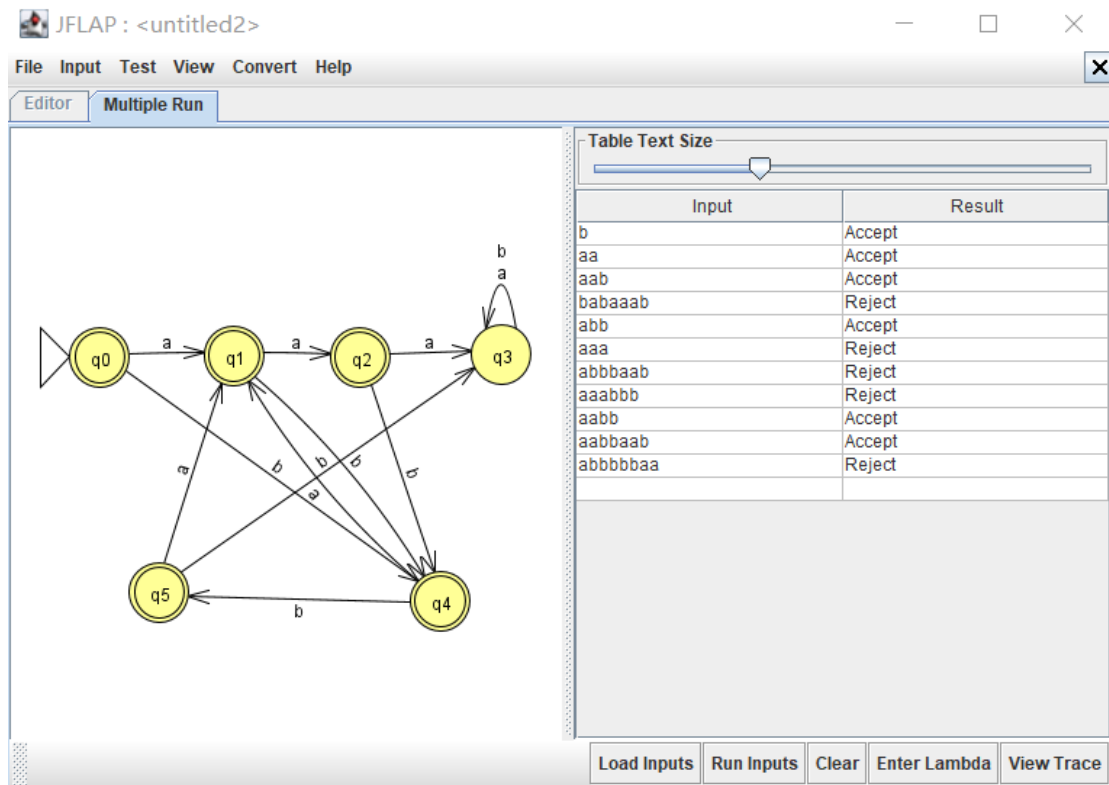 JFLAP : <untitled2>
File Input Test View Convert Help
Editor Multiple Run
Table Text Size
Input Result
b Accept
aa Accept
aab Accept
babaaab Reject
abb Accept
aaa Reject
abbbaab Reject
aaabbb Reject
aabb Accept
aabbaab Accept
abbbbbaa Reject
b
a
a a a
q0 q1 q2 q3
a b b b b
a
q5 q4
b
Load Inputs Run Inputs Clear Enter Lambda View Trace